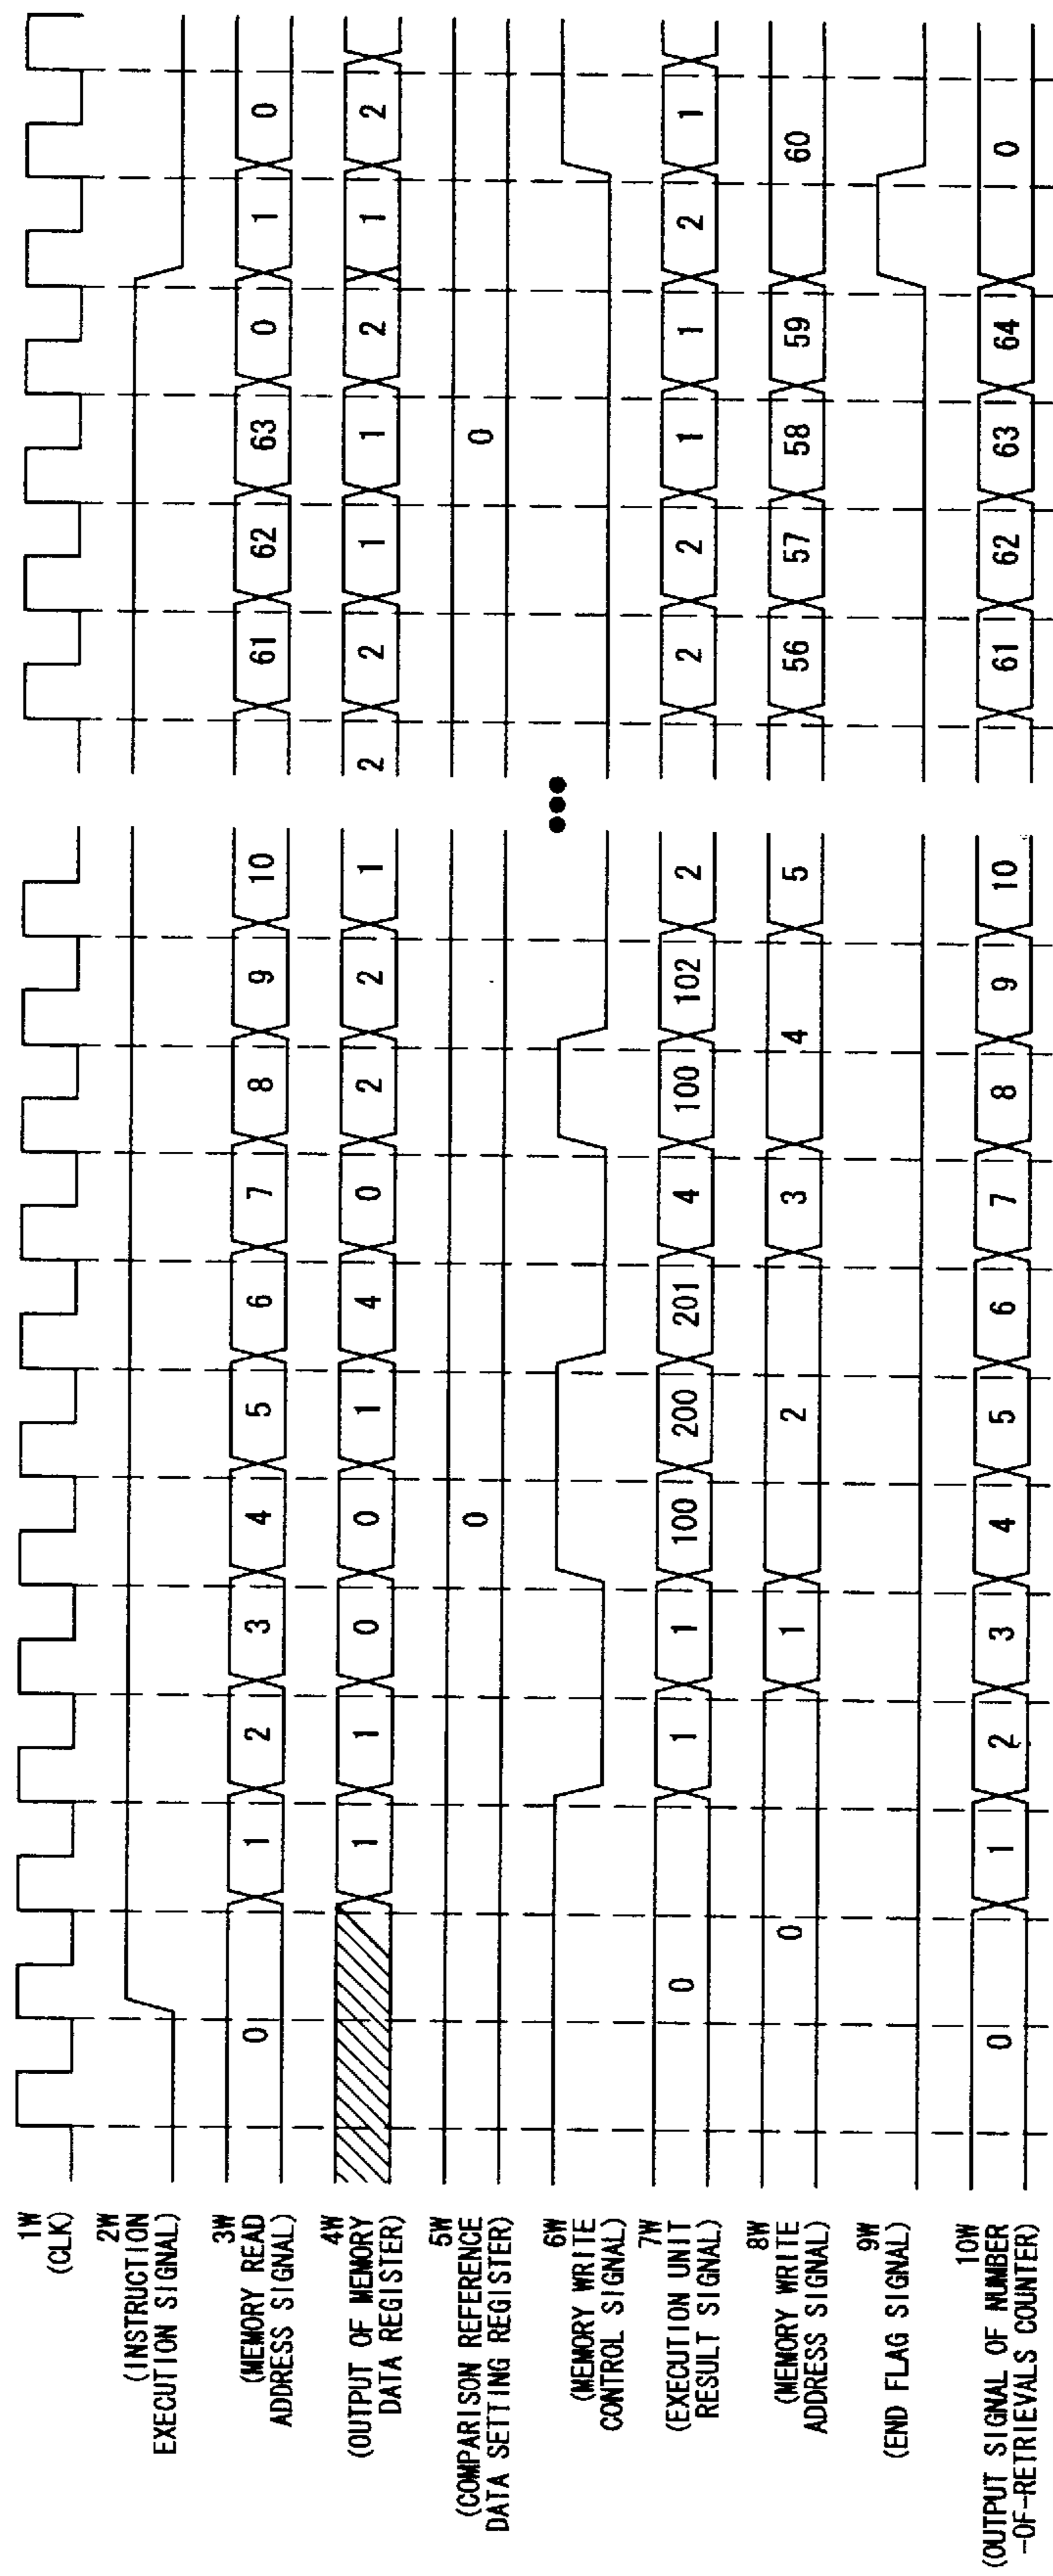 1W
(CLK)
2W
(INSTRUCTION
EXECUTION SIGNAL)
3W
(MEMORY READ
ADDRESS SIGNAL)
0 1 2 3 4 5 6 7 8 9 10 61 62 63 0 1 0
4W
(OUTPUT OF MEMORY
DATA REGISTER)
1 1 0 0 1 4 0 2 2 1 2 2 1 1 2 1 2
5W
(COMPARISON REFERENCE
DATA SETTING REGISTER)
0 0
6W
(MEMORY WRITE
CONTROL SIGNAL)
7W
(EXECUTION UNIT
RESULT SIGNAL)
0 1 1 100 200 201 4 100 102 2 2 2 1 1 2 1
8W
(MEMORY WRITE
ADDRESS SIGNAL)
0 1 2 3 4 5 56 57 58 59 60
9W
(END FLAG SIGNAL)
10W
(OUTPUT SIGNAL OF NUMBER
-OF-RETRIEVALS COUNTER)
0 1 2 3 4 5 6 7 8 9 10 61 62 63 64 0